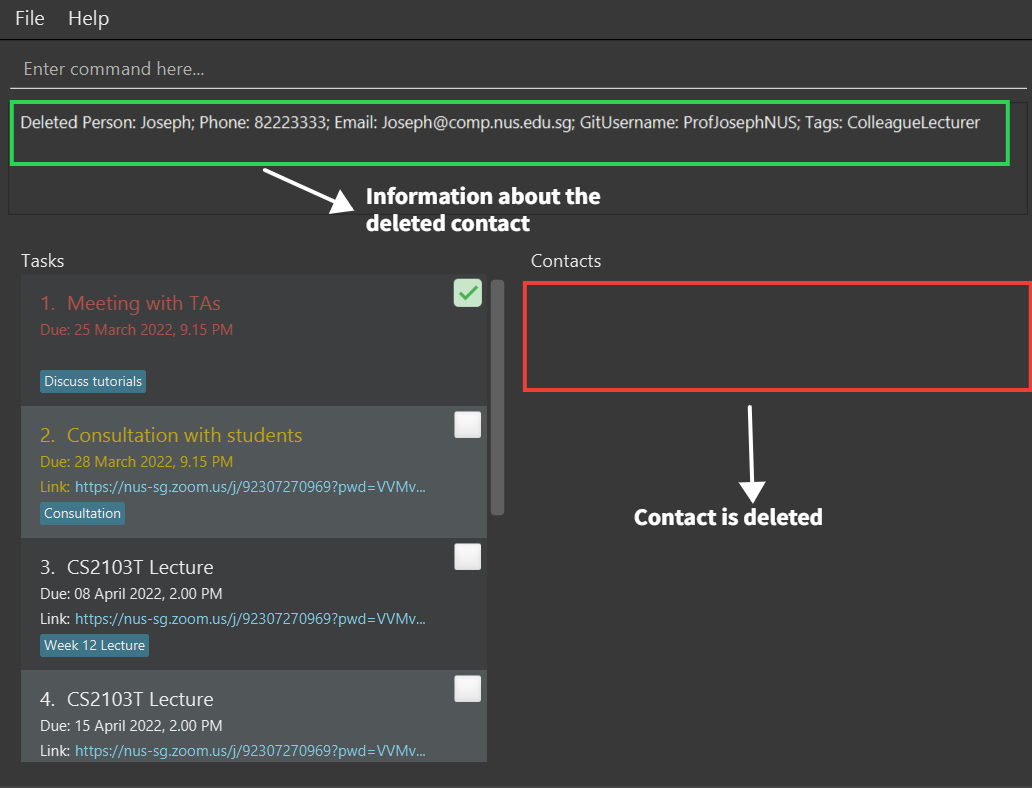 File Help
Enter command here...
Deleted Person: Joseph; Phone: 82223333; Email: Joseph@comp.nus.edu.sg; GitUsername: ProfJosephNUS; Tags: ColleagueLecturer
Information about the
deleted contact
Tasks
1. Meeting with TAs
Due: 25 March 2022, 9.15 PM
Discuss tutorials
2. Consultation with students
Due: 28 March 2022, 9.15 PM
Link: https://nus-sg.zoom.us/j/92307270969?pwd=VVMv...
Consultation
3. CS2103T Lecture
Due: 08 April 2022, 2.00 PM
Link: https://nus-sg.zoom.us/j/92307270969?pwd=VVMv...
Week 12 Lecture
4. CS2103T Lecture
Due: 15 April 2022, 2.00 PM
Link: https://nus-sg.zoom.us/j/92307270969?pwd=VVMv...
Contacts
Contact is deleted